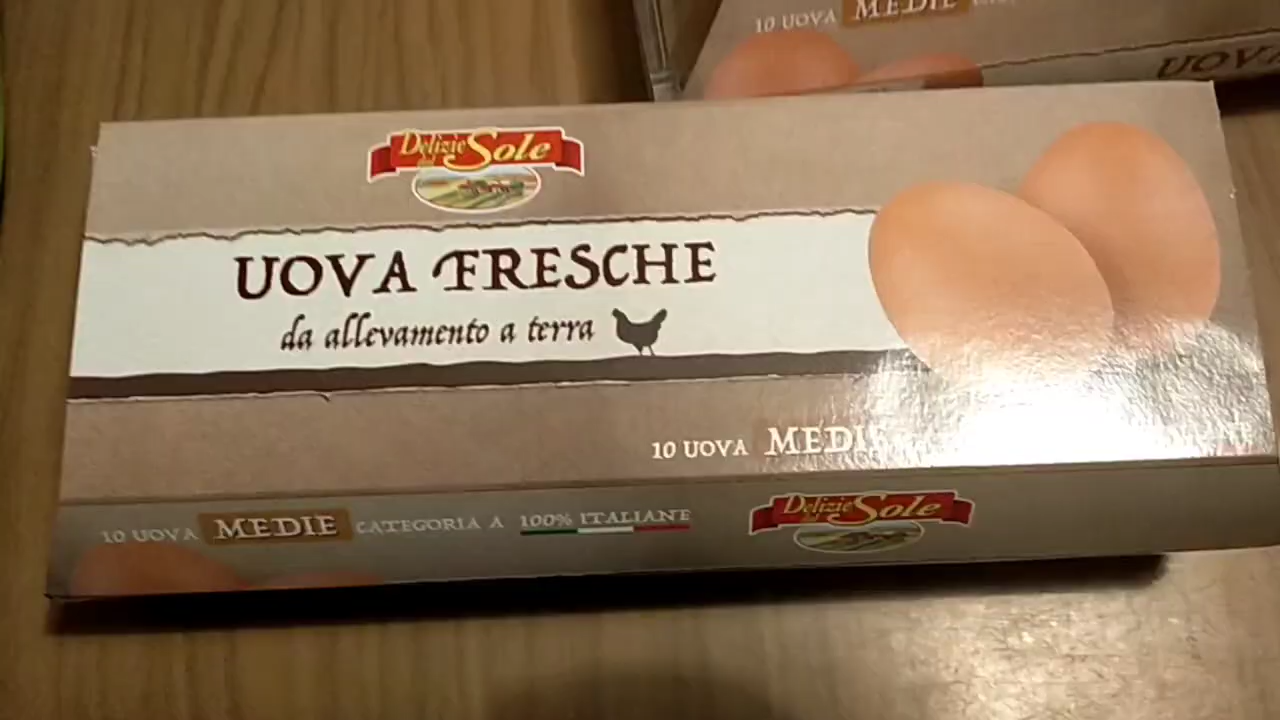 10 UOVA MEDIE
UOVA
Delizie
del Sole
UOVA FRESCHE
da allevamento a terra
10 UOVA MEDIE
10 UOVA MEDIE CATEGORIA A 100% ITALIANE
Delizie
del Sole